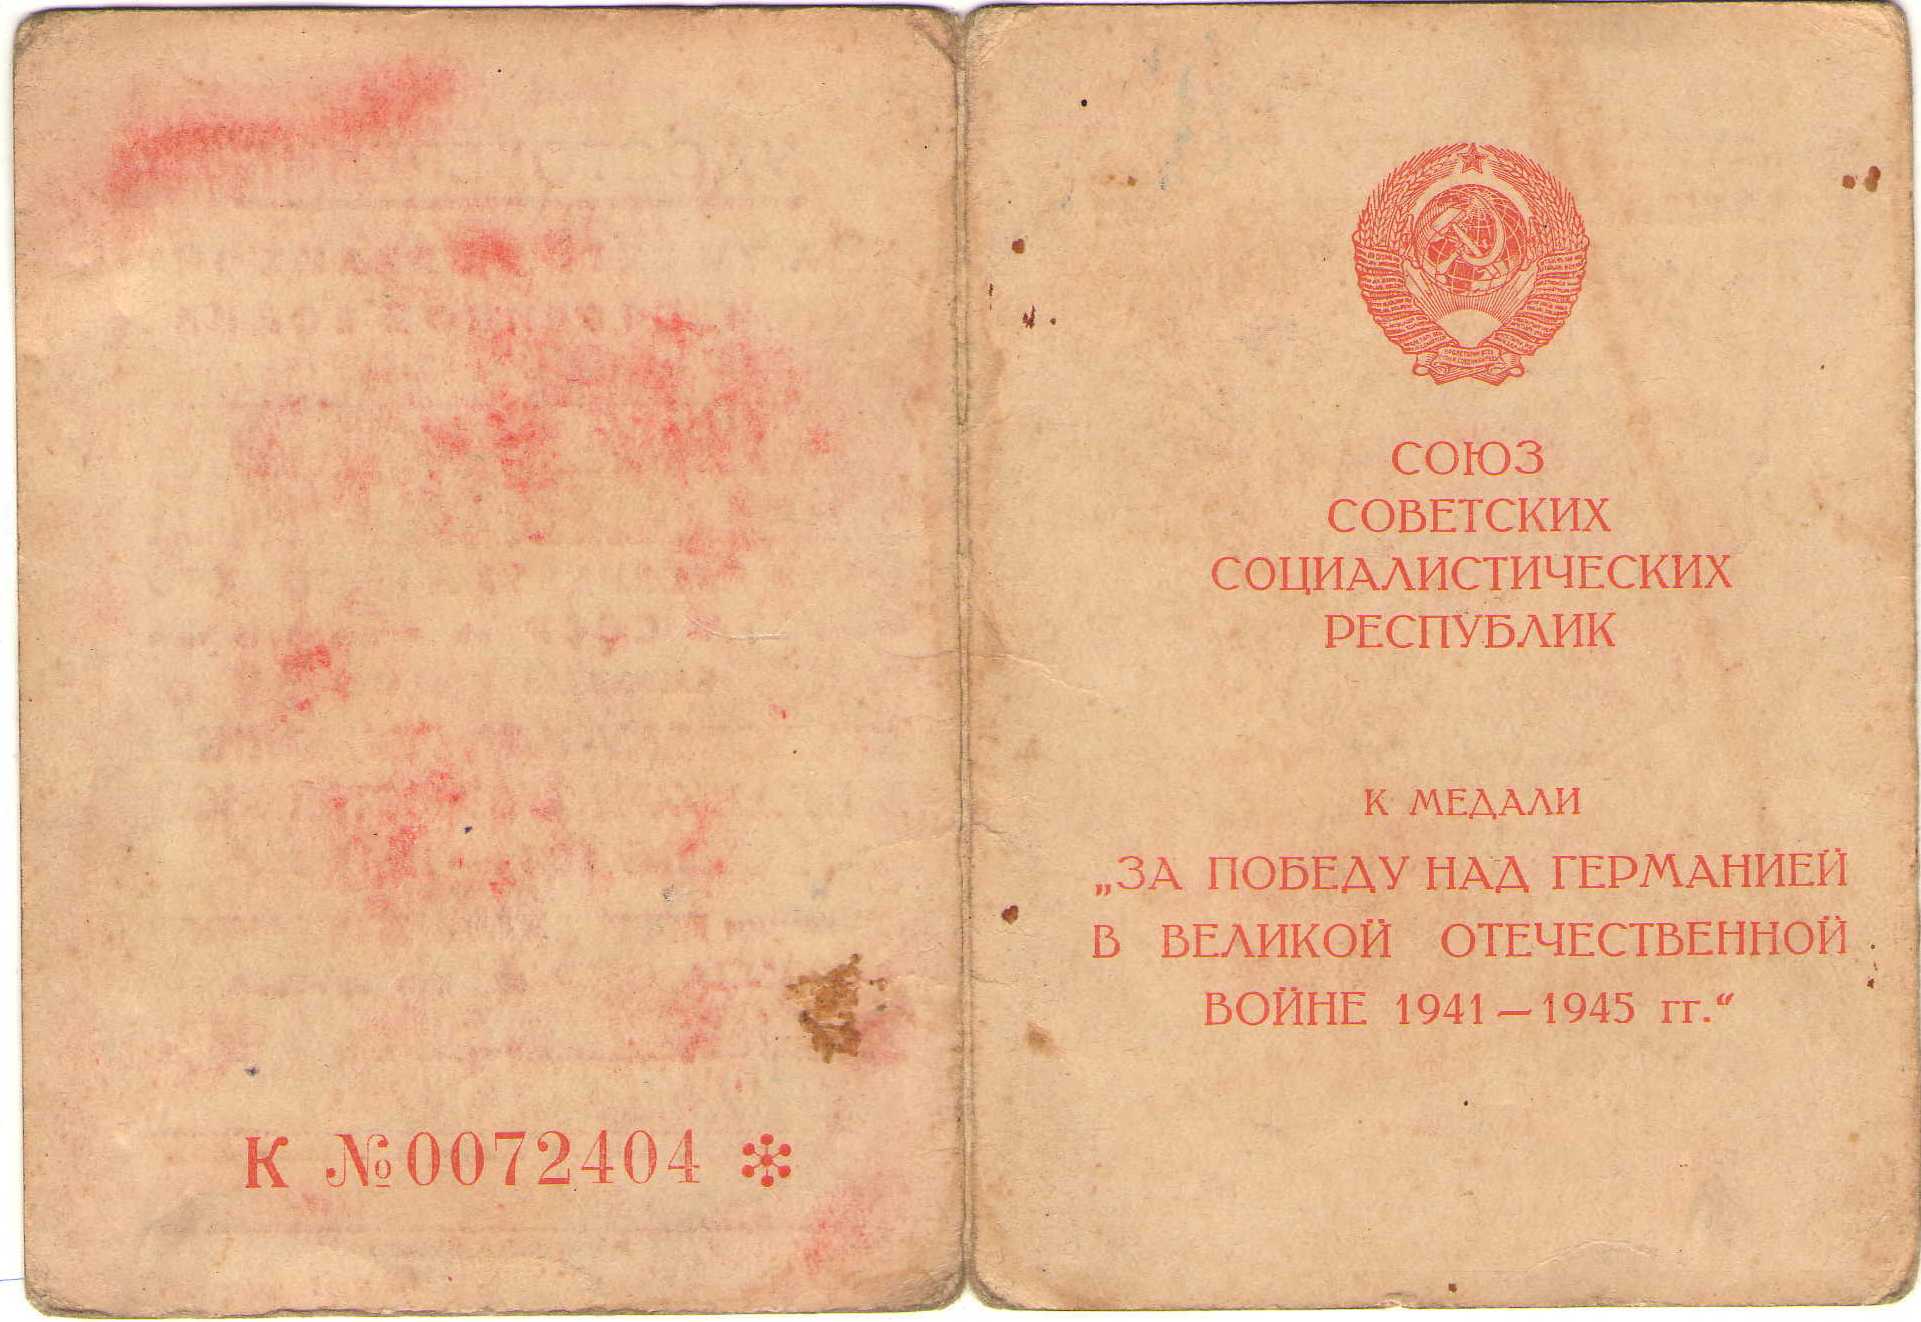 К №0072404
СОЮЗ
СОВЕТСКИХ
СОЦИАЛИСТИЧЕСКИХ
РЕСПУБЛИК
К МЕДАЛИ
„ЗА ПОБЕДУ НАД ГЕРМАНИЕЙ
В ВЕЛИКОЙ ОТЕЧЕСТВЕННОЙ
ВОЙНЕ 1941—1945 гг.“